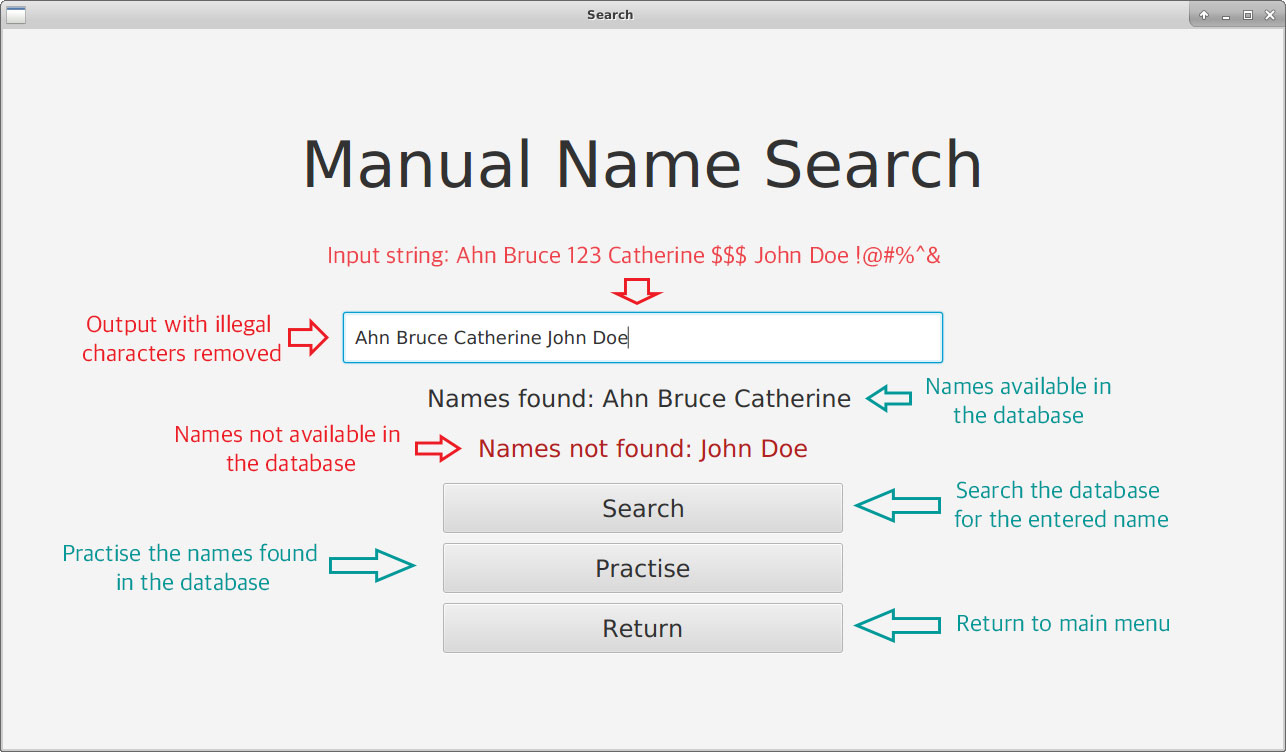 Search
Manual Name Search
Input string: Ahn Bruce 123 Catherine $$$ John Doe !@#%^&
Output with illegal
characters removed
Ahn Bruce Catherine John Doe
Names found: Ahn Bruce Catherine
Names available in
the database
Names not available in
the database
Names not found: John Doe
Search
Search the database
for the entered name
Practise the names found
in the database
Practise
Return
Return to main menu